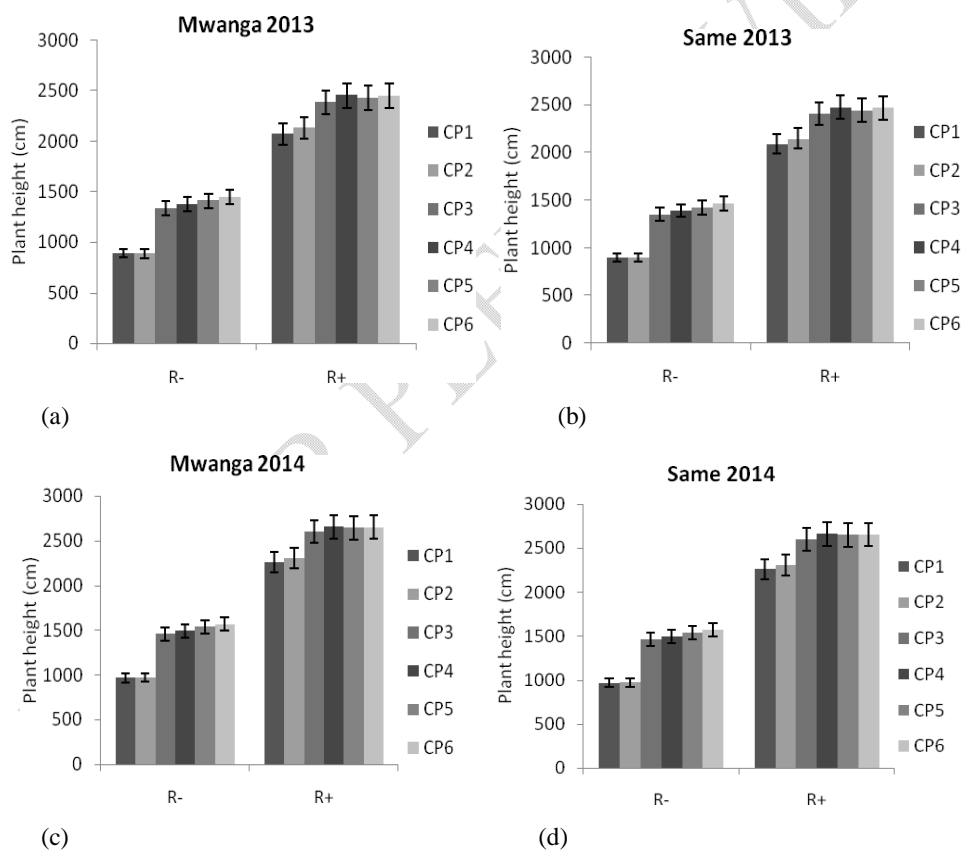 Mwanga 2013
Plant height (cm)
3000
2500
2000
1500
1000
500
0
R-
R+
CP1
CP2
CP3
CP4
CP5
CP6
(a)
Same 2013
Plant height (cm)
3000
2500
2000
1500
1000
500
0
R-
R+
CP1
CP2
CP3
CP4
CP5
CP6
(b)
Mwanga 2014
Plant height (cm)
3000
2500
2000
1500
1000
500
0
R-
R+
CP1
CP2
CP3
CP4
CP5
CP6
(c)
Same 2014
Plant height (cm)
3000
2500
2000
1500
1000
500
0
R-
R+
CP1
CP2
CP3
CP4
CP5
CP6
(d)